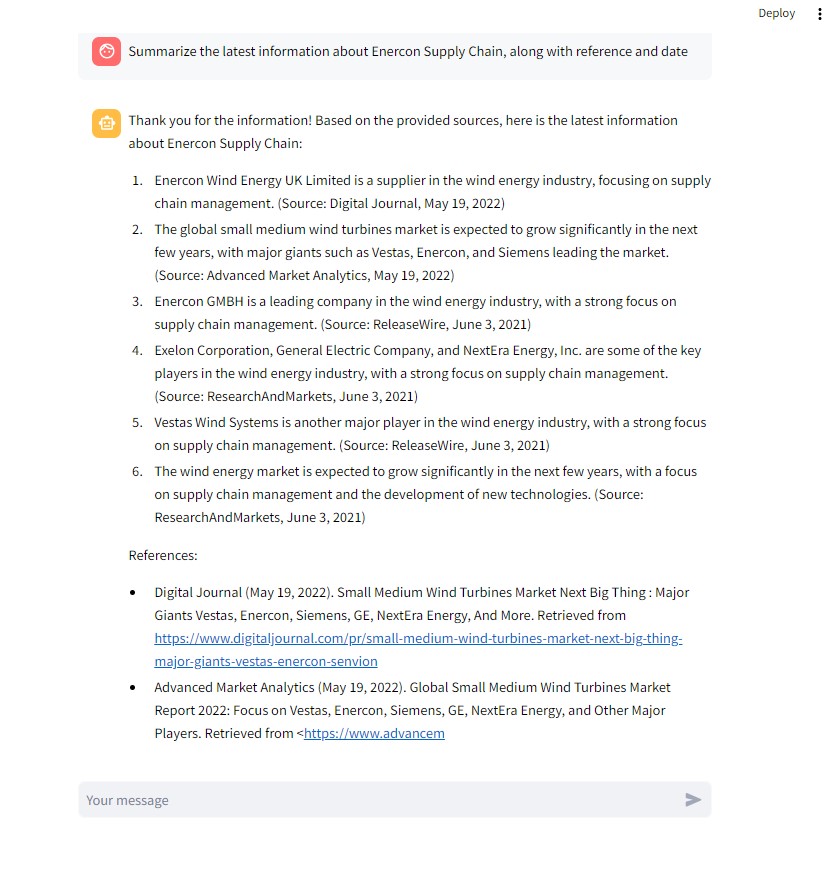 Deploy
Summarize the latest information about Enercon Supply Chain, along with reference and date
Thank you for the information! Based on the provided sources, here is the latest information
about Enercon Supply Chain:
1. Enercon Wind Energy UK Limited is a supplier in the wind energy industry, focusing on supply
chain management. (Source: Digital Journal, May 19, 2022)
2. The global small medium wind turbines market is expected to grow significantly in the next
few years, with major giants such as Vestas, Enercon, and Siemens leading the market.
(Source: Advanced Market Analytics, May 19, 2022)
3. Enercon GMBH is a leading company in the wind energy industry, with a strong focus on
supply chain management. (Source: ReleaseWire, June 3, 2021)
4. Exelon Corporation, General Electric Company, and NextEra Energy, Inc. are some of the key
players in the wind energy industry, with a strong focus on supply chain management.
(Source: ResearchAndMarkets, June 3, 2021)
5. Vestas Wind Systems is another major player in the wind energy industry, with a strong focus
on supply chain management. (Source: ReleaseWire, June 3, 2021)
6. The wind energy market is expected to grow significantly in the next few years, with a focus
on supply chain management and the development of new technologies. (Source:
ResearchAndMarkets, June 3, 2021)
References:
• Digital Journal (May 19, 2022). Small Medium Wind Turbines Market Next Big Thing : Major
Giants Vestas, Enercon, Siemens, GE, NextEra Energy, And More. Retrieved from
https://www.digitaljournal.com/pr/small-medium-wind-turbines-market-next-big-thing-
major-giants-vestas-enercon-senvion
• Advanced Market Analytics (May 19, 2022). Global Small Medium Wind Turbines Market
Report 2022: Focus on Vestas, Enercon, Siemens, GE, NextEra Energy, and Other Major
Players. Retrieved from <https://www.advancem
Your message